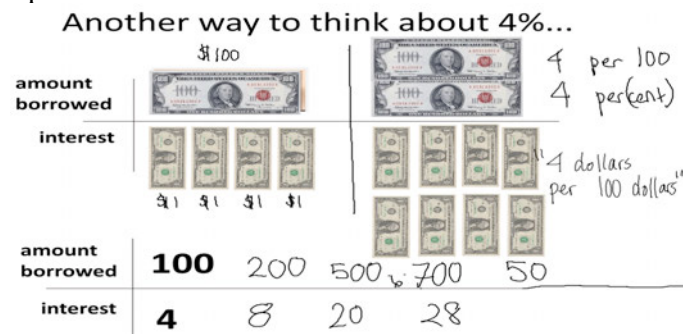 Another way to think about 4%...
$100
4 per 100
4 per(cent)
amount
borrowed
interest
$1 $1 $1 $1
"4 dollars
per 100 dollars"
amount
borrowed
100 200 500 700 50
interest
4 8 20 28